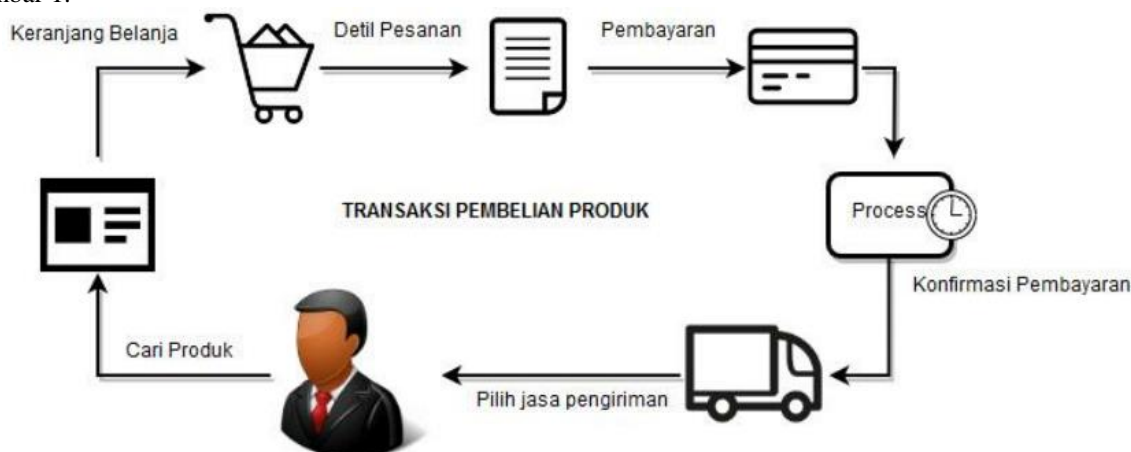 Keranjang Belanja
Detil Pesanan
Pembayaran
TRANSAKSI PEMBELIAN PRODUK
Process
Konfirmasi Pembayaran
Cari Produk
Pilih jasa pengiriman